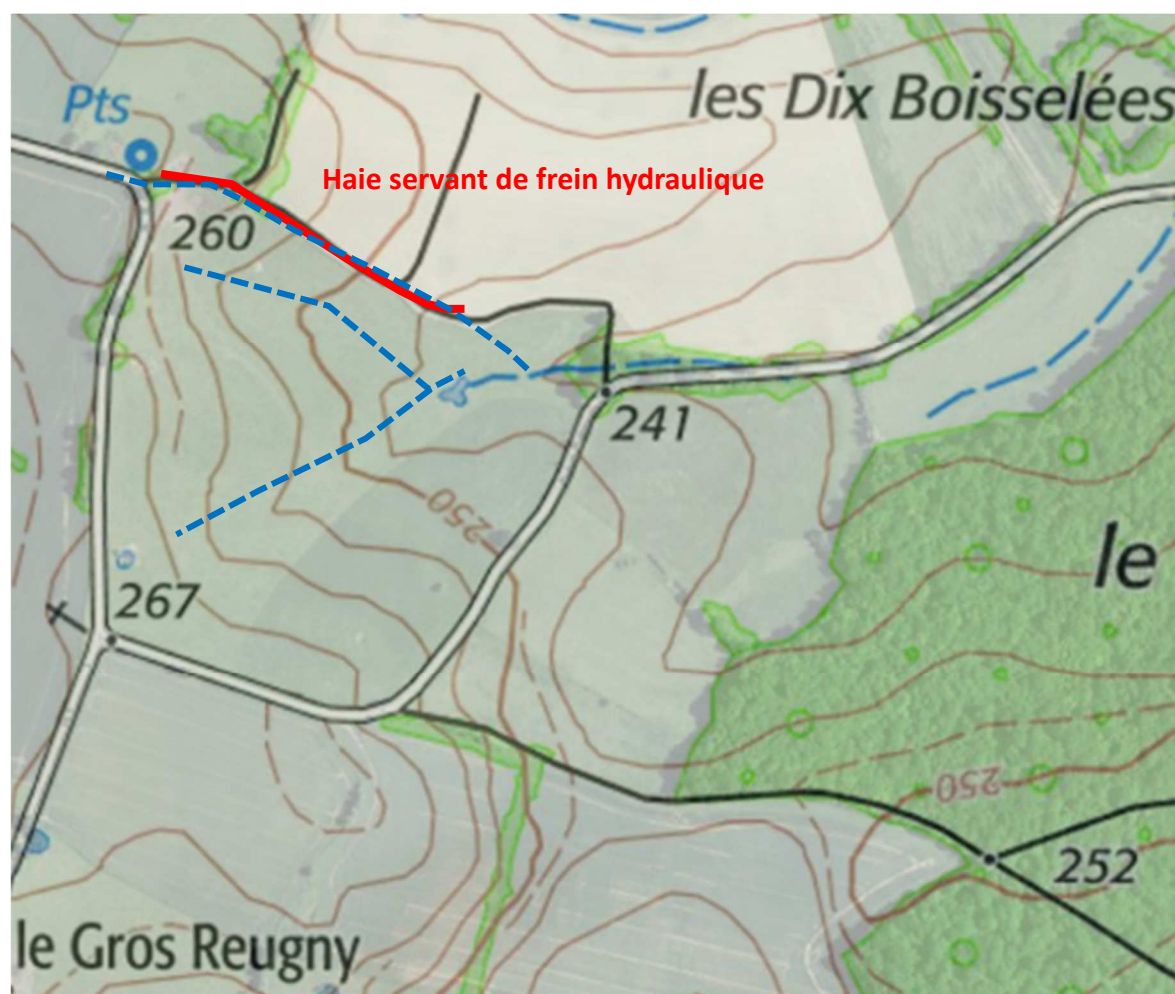 les Dix Boisselées
Pts
Haie servant de frein hydraulique
260
241
250
le
267
250
252
le Gros Reugny